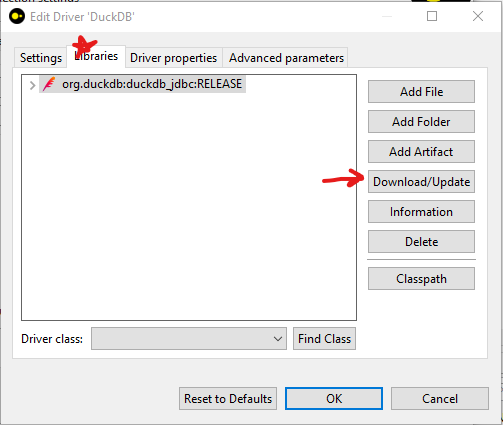 Edit Driver 'DuckDB'
Settings Libraries Driver properties Advanced parameters
org.duckdb:duckdb_jdbc:RELEASE
Add File
Add Folder
Add Artifact
Download/Update
Information
Delete
Classpath
Driver class: Find Class
Reset to Defaults OK Cancel